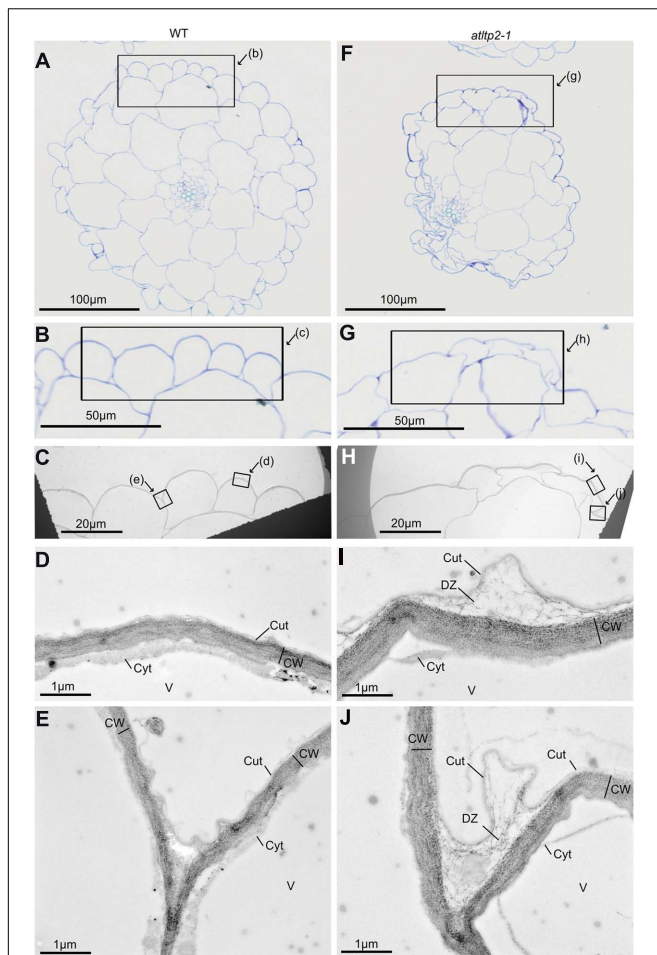 WT
atltp2-1
A
(b)
F
(g)
100µm
100µm
B
(c)
G
(h)
50µm
50µm
C
(e)
(d)
H
(i)
(j)
20µm
20µm
D
Cut
CW
Cyt
V
1µm
I
Cut
DZ
CW
Cyt
V
1µm
E
CW
CW
Cut
Cyt
V
1µm
J
CW
Cut
Cut
CW
DZ
Cyt
V
1µm